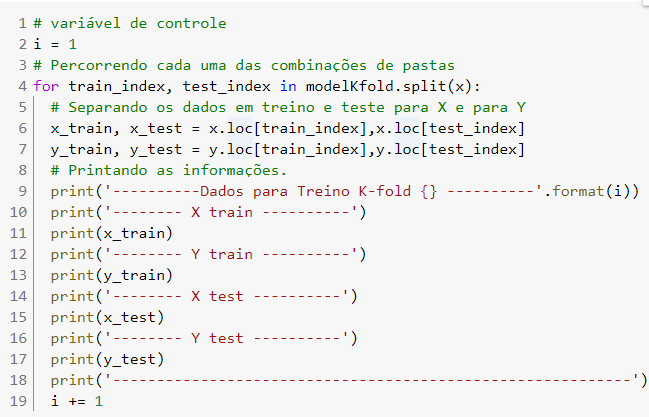 1 # variável de controle
2 i = 1
3 # Percorrendo cada uma das combinações de pastas
4 for train_index, test_index in modelKfold.split(x):
5   # Separando os dados em treino e teste para X e para Y
6   x_train, x_test = x.loc[train_index],x.loc[test_index]
7   y_train, y_test = y.loc[train_index],y.loc[test_index]
8   # Printando as informações.
9   print('----------Dados para Treino K-fold {} ----------'.format(i))
10   print('-------- X train ----------')
11   print(x_train)
12   print('-------- Y train ----------')
13   print(y_train)
14   print('-------- X test ----------')
15   print(x_test)
16   print('-------- Y test ----------')
17   print(y_test)
18   print('------------------------------------------------------------')
19   i += 1